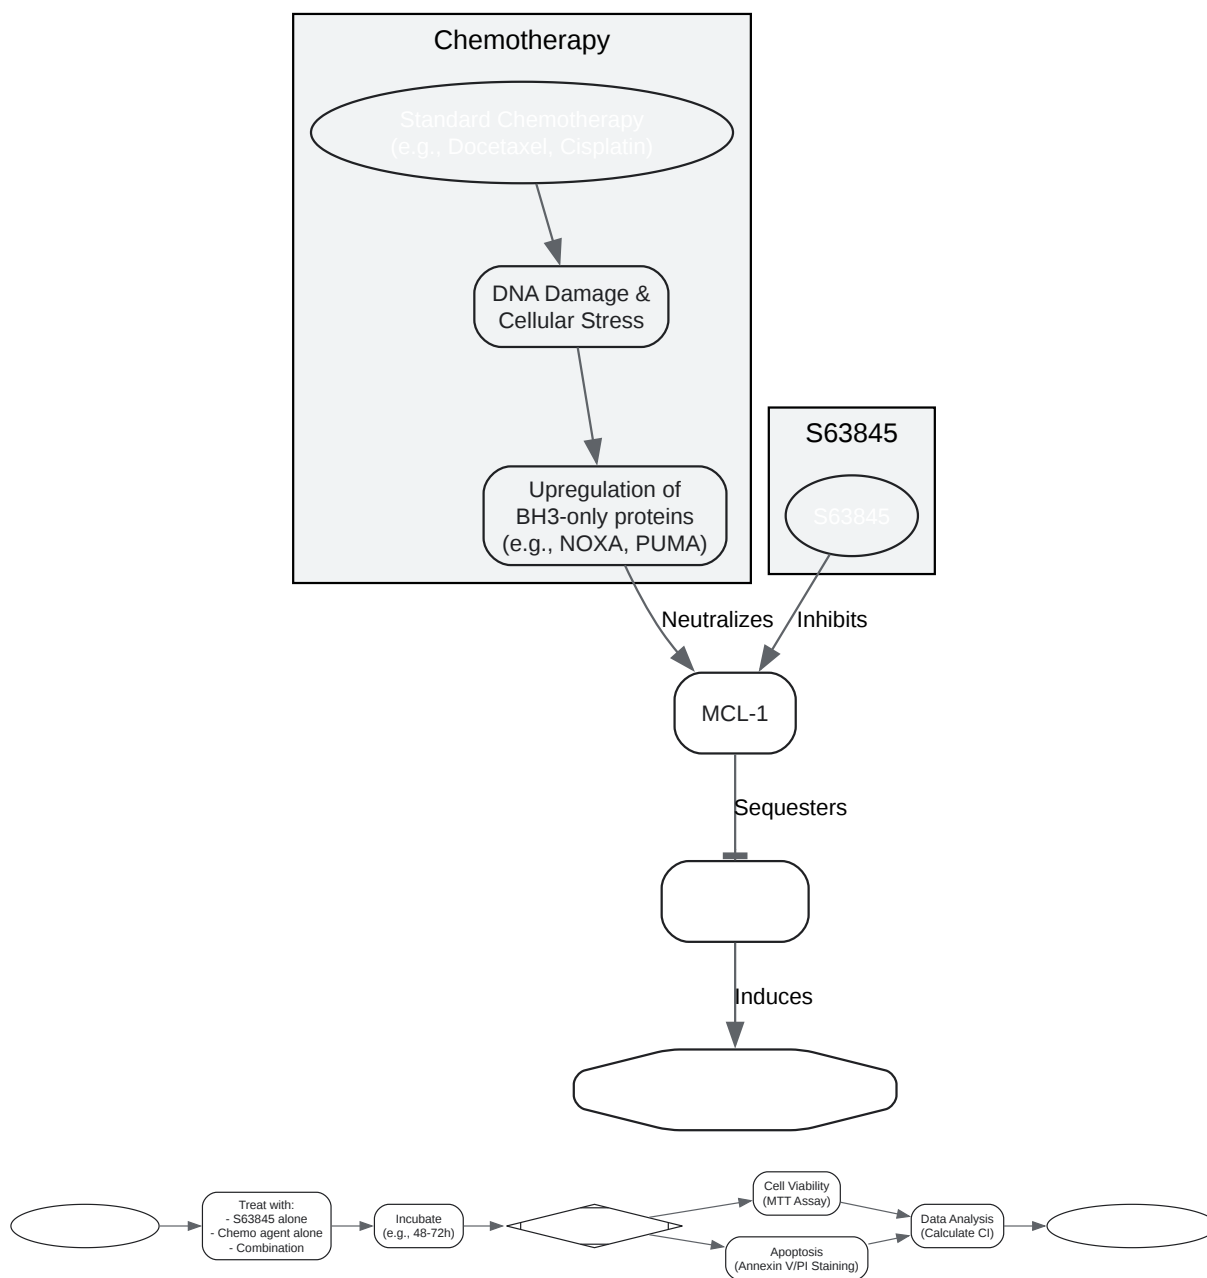 Chemotherapy
Standard Chemotherapy
(e.g., Docetaxel, Cisplatin)
DNA Damage &
Cellular Stress
Upregulation of
BH3-only proteins
(e.g., NOXA, PUMA)
S63845
S63845
Neutralizes
Inhibits
MCL-1
Sequesters
Induces
Treat with:
- S63845 alone
- Chemo agent alone
- Combination
Incubate
(e.g., 48-72h)
Cell Viability
(MTT Assay)
Apoptosis
(Annexin V/PI Staining)
Data Analysis
(Calculate CI)